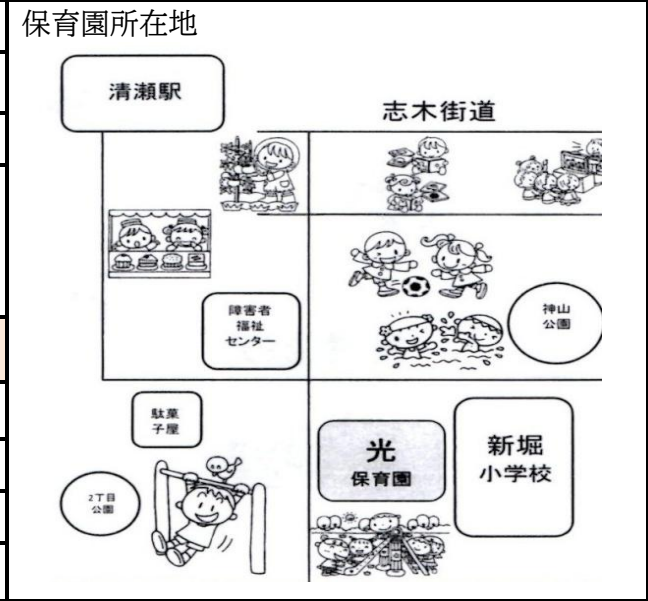 保育園所在地
清瀬駅
志木街道
障害者
福祉
センター
神山
公園
駄菓
子屋
光
保育園
新堀
小学校
2丁目
公園